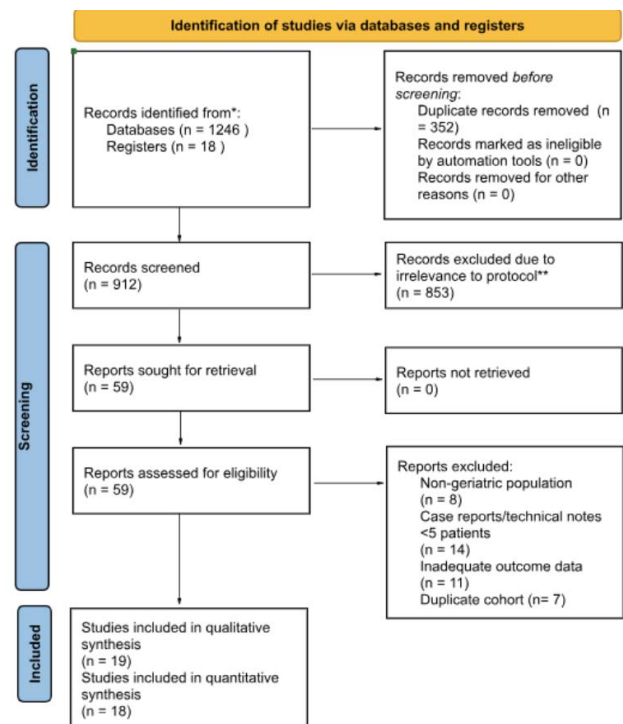 Identification of studies via databases and registers
Identification
Records identified from*:
Databases (n = 1246 )
Registers (n = 18 )
Records removed before
screening:
Duplicate records removed (n
= 352)
Records marked as ineligible
by automation tools (n = 0)
Records removed for other
reasons (n = 0)
Screening
Records screened
(n = 912)
Records excluded due to
irrelevance to protocol**
(n = 853)
Reports sought for retrieval
(n = 59)
Reports not retrieved
(n = 0)
Reports assessed for eligibility
(n = 59)
Reports excluded:
Non-geriatric population
(n = 8)
Case reports/technical notes
<5 patients
(n = 14)
Inadequate outcome data
(n = 11)
Duplicate cohort (n= 7)
Included
Studies included in qualitative
synthesis
(n = 19)
Studies included in quantitative
synthesis
(n = 18)